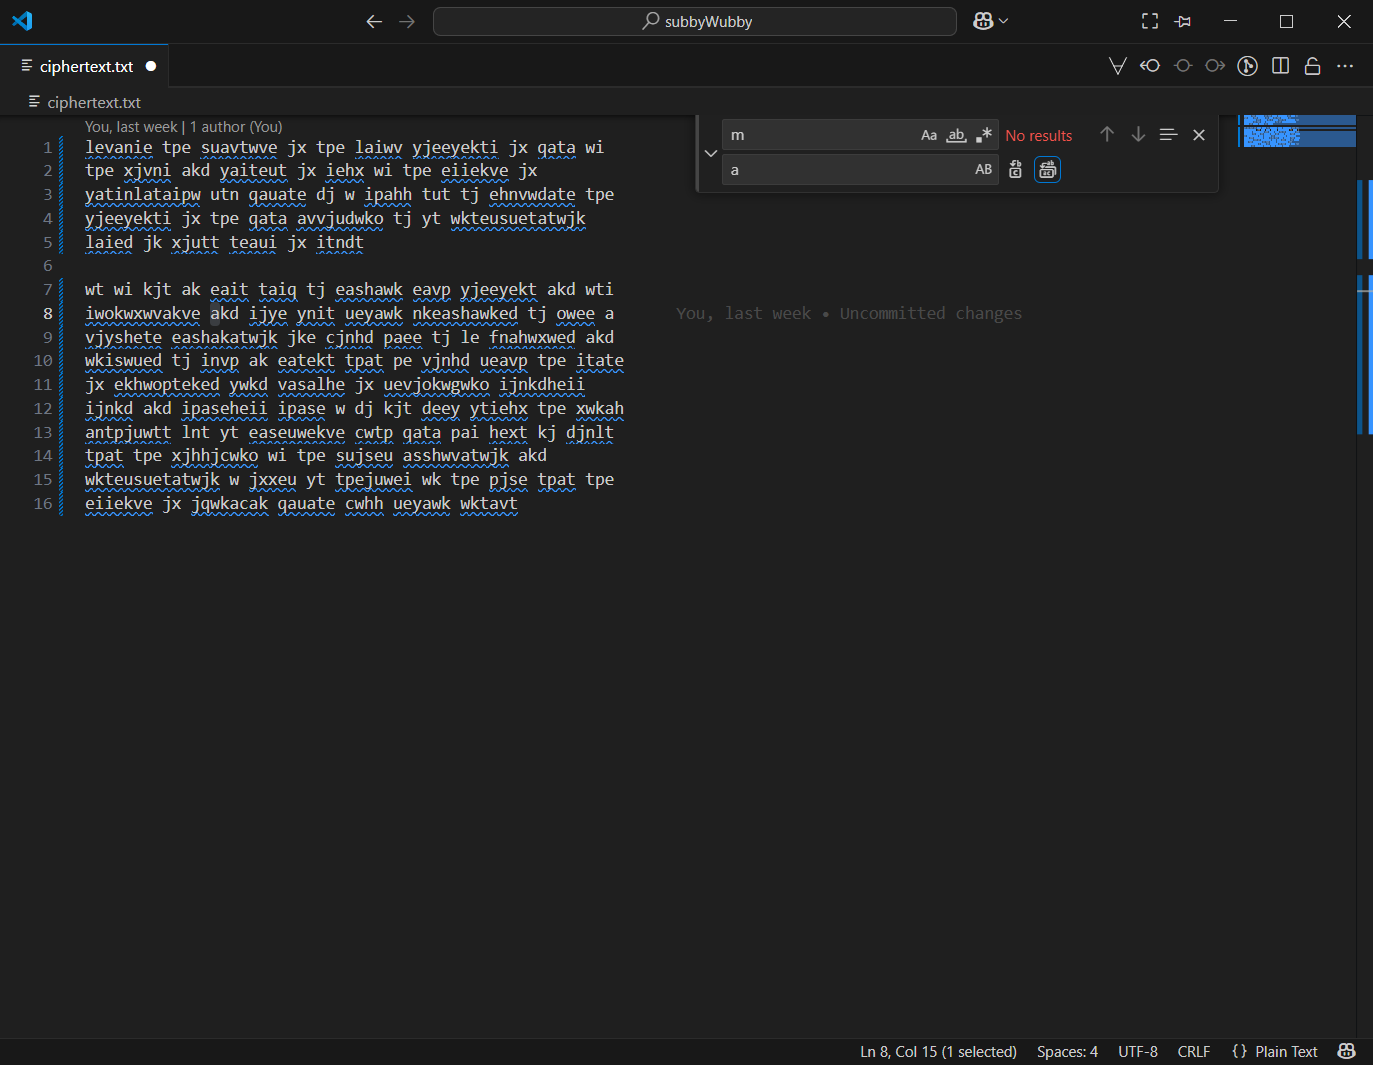 subbyWubby
ciphertext.txt
ciphertext.txt
You, last week | 1 author (You)
m
Aa
ab
No results
a
AB
1 levanie tpe suavtwve jx tpe laiwv yjeeyekti jx qata wi
2 tpe xjvni akd yaiteut jx iehx wi tpe eiiekve jx
3 yatinlataipw utn qauate dj w ipahh tut tj ehnvwdate tpe
4 yjeeyekti jx tpe qata avvjudwko tj yt wkteusuetatwjk
5 laied jk xjutt teaui jx itndt
6
7 wt wi kjt ak eait taiq tj eashawk eavp yjeeyekt akd wti
8 iwokwxwvakve akd ijye ynit ueyawk nkeashawked tj owee a
You, last week • Uncommitted changes
9 vjyshete eashakatwjk jke cjnhd paee tj le fnahwxwed akd
10 wkiswued tj invp ak eatekt tpat pe vjnhd ueavp tpe itate
11 jx ekhwopteked ywkd vasalhe jx uevjokwgwko ijnkdheii
12 ijnkd akd ipaseheii ipase w dj kjt deey ytiehx tpe xwkah
13 antpjuwtt lnt yt easeuwekve cwtp qata pai hext kj djnlt
14 tpat tpe xjhhjcwko wi tpe sujseu asshwvatwjk akd
15 wkteusuetatwjk w jxxeu yt tpejuwei wk tpe pjse tpat tpe
16 eiiekve jx jqwkacak qauate cwhh ueyawk wktavt
Ln 8, Col 15 (1 selected)
Spaces: 4
UTF-8
CRLF
{ } Plain Text